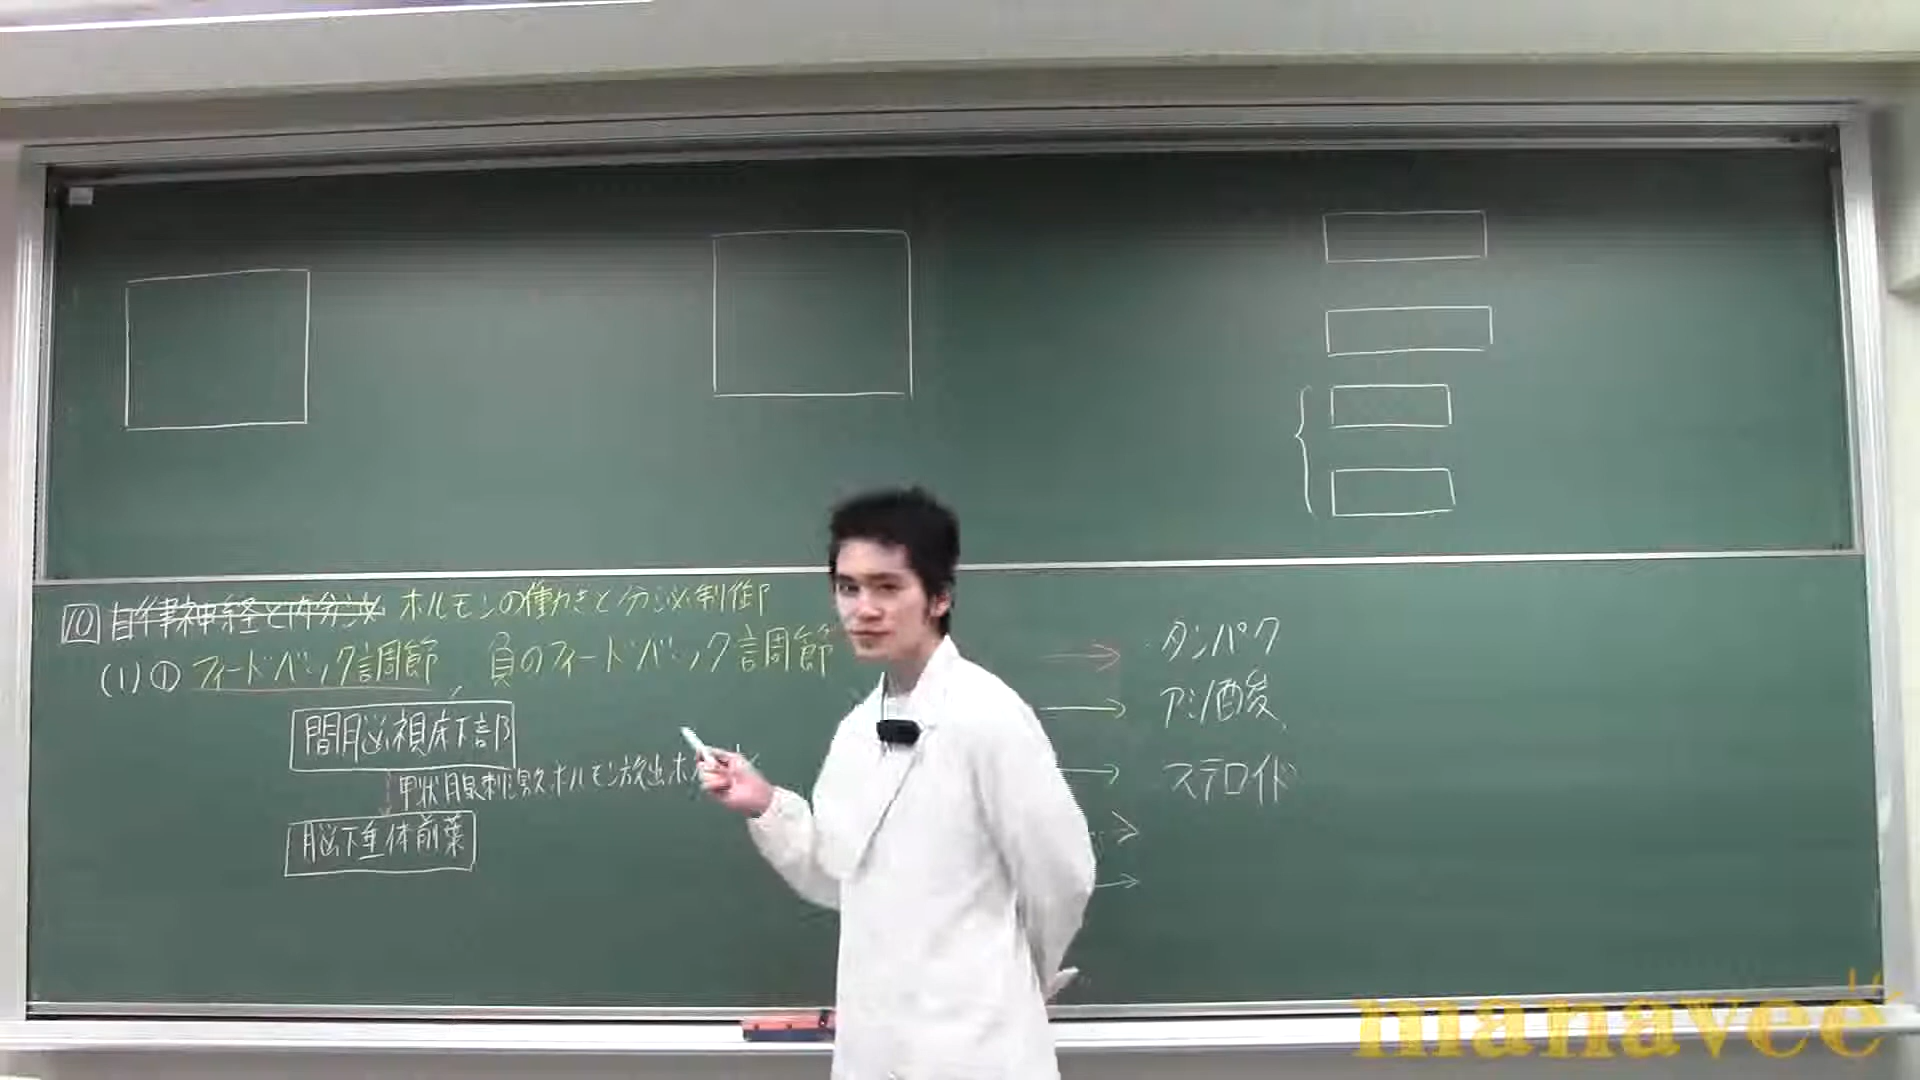 10 自律神経と内分泌 ホルモンの働きと分泌制御
(1)① フィードバック調節、負のフィードバック調節
間脳視床下部
甲状腺刺激ホルモン放出ホ
脳下垂体前葉
タンパク
アミノ酸
ステロイド
manavee